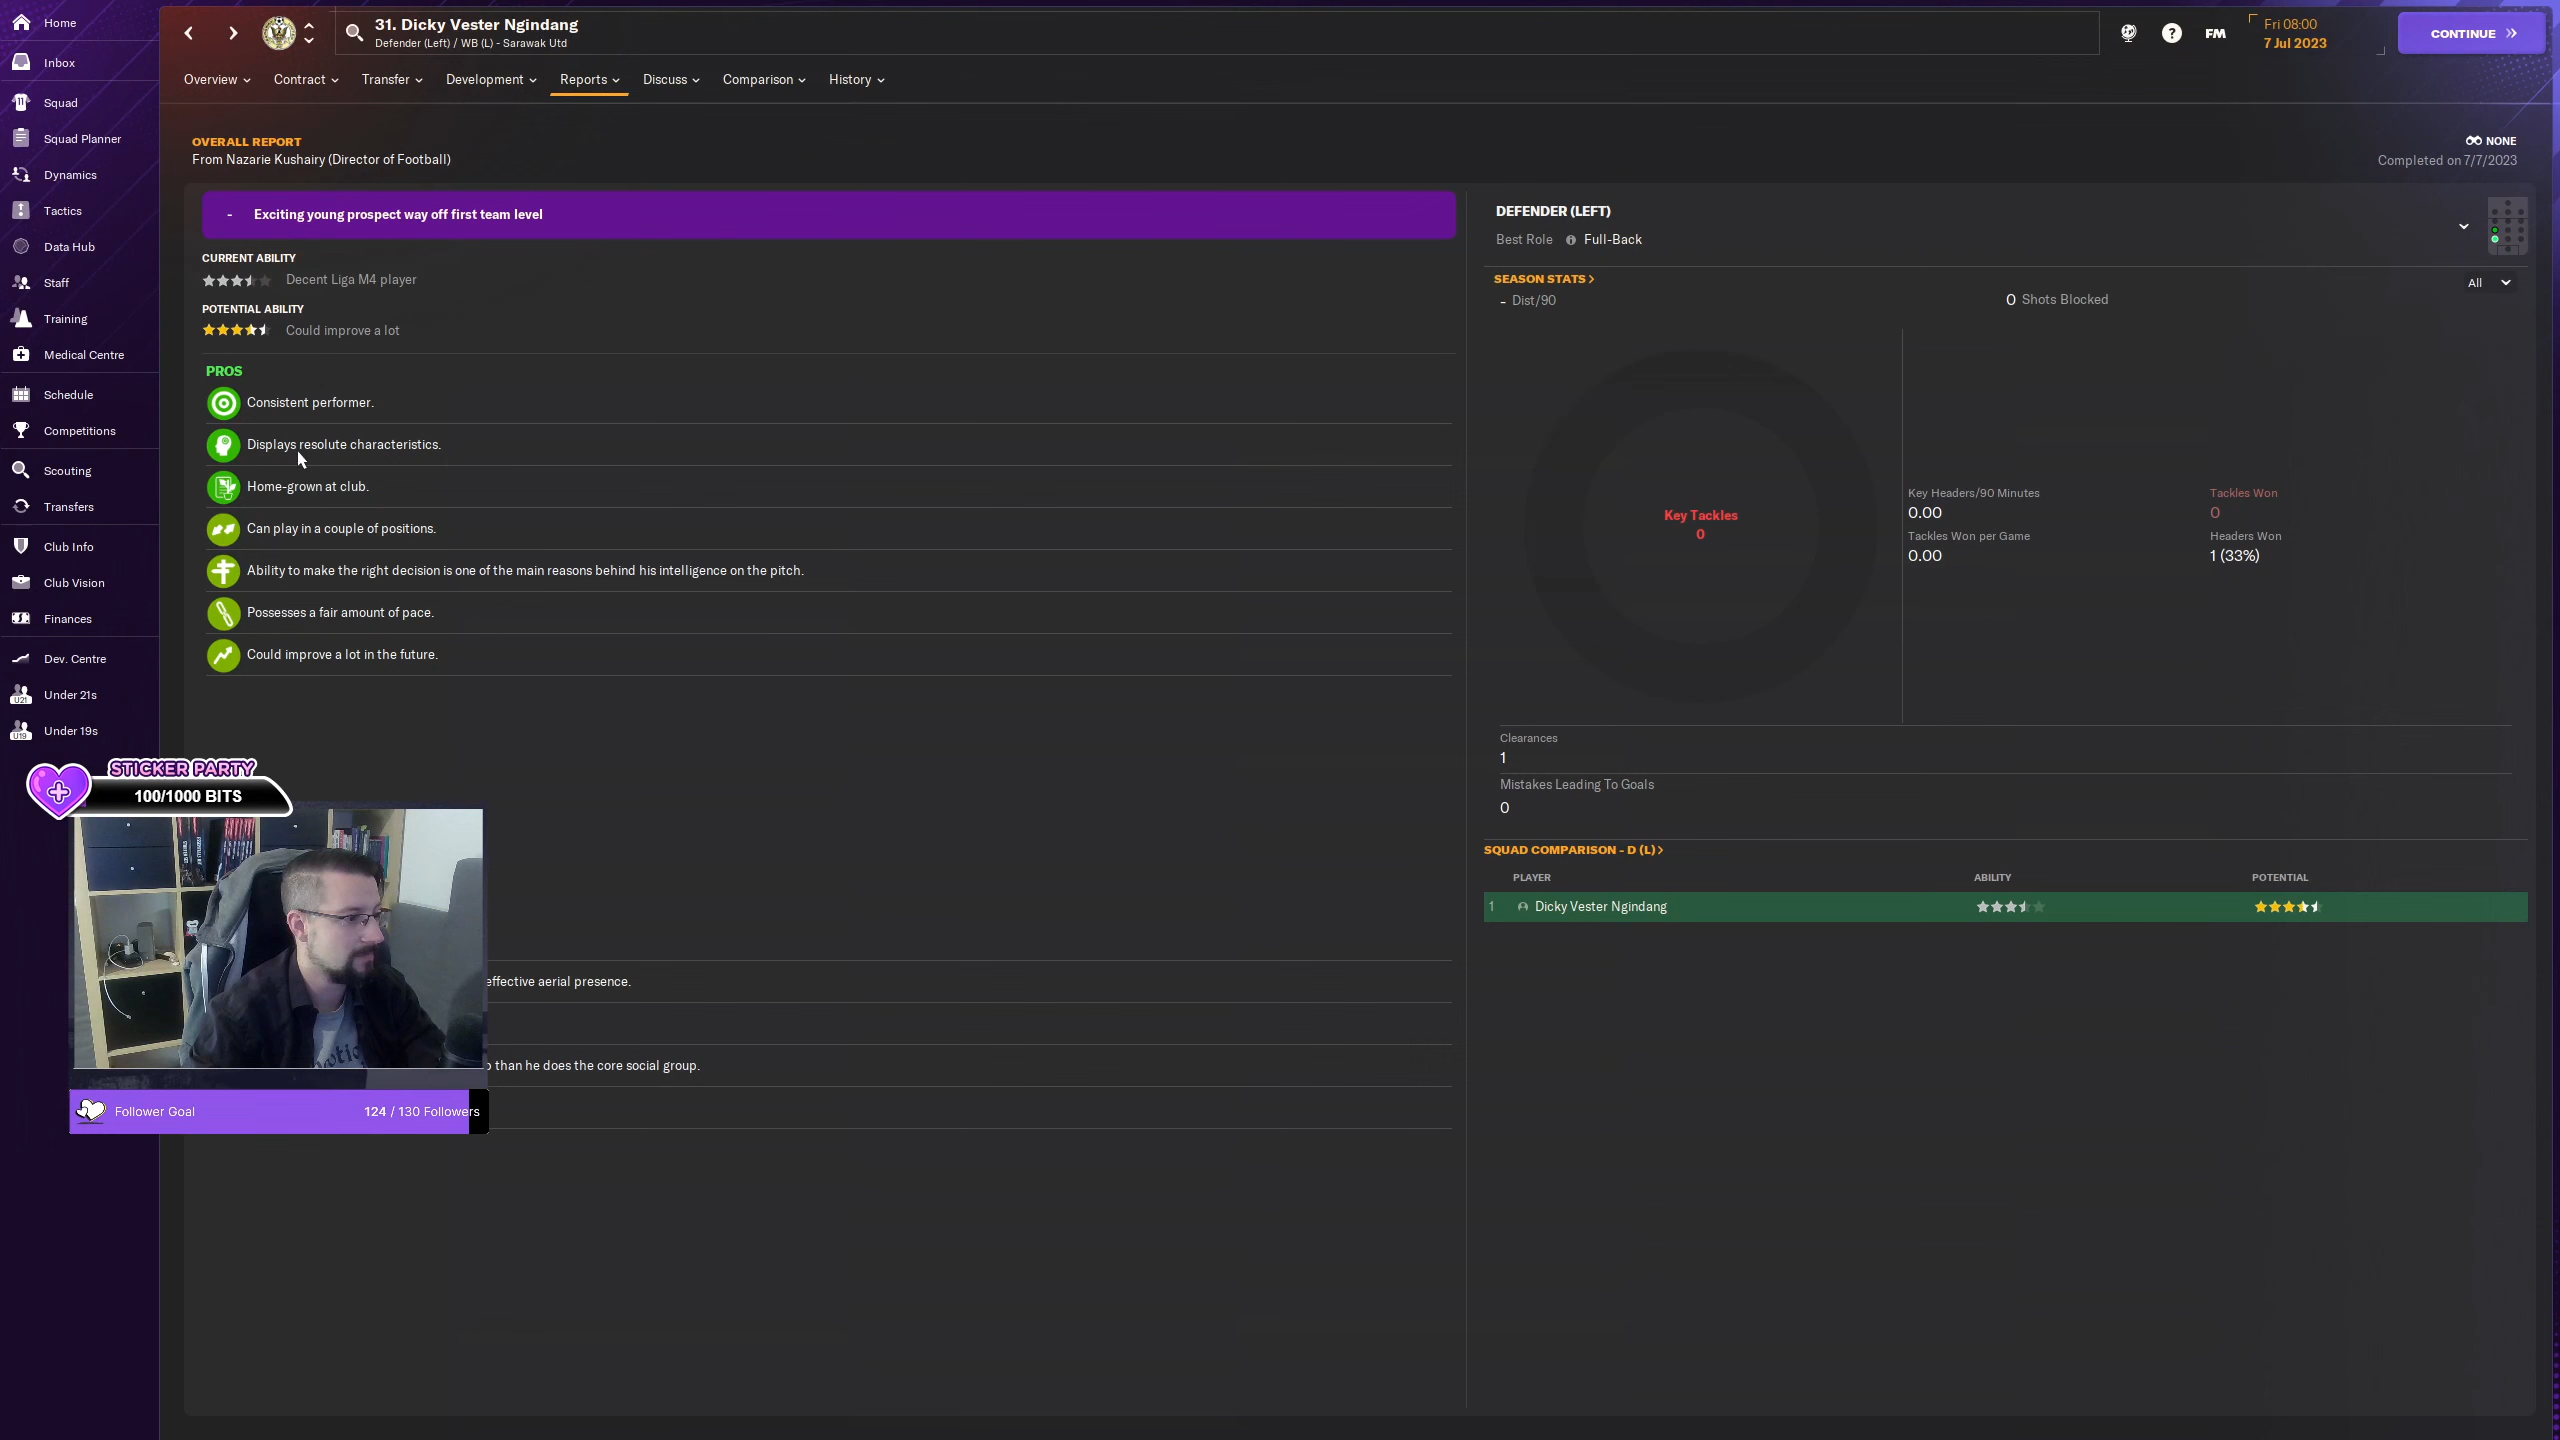 Home
Inbox
Squad
Squad Planner
Dynamics
Tactics
Data Hub
Staff
Training
Medical Centre
Schedule
Competitions
Scouting
Transfers
Club Info
Club Vision
Finances
Dev. Centre
U21
Under 21s
U19
Under 19s
31. Dicky Vester Ngindang
Defender (Left) / WB (L) - Sarawak Utd
FM
Fri 08:00
7 Jul 2023
CONTINUE
Overview
Contract
Transfer
Development
Reports
Discuss
Comparison
History
OVERALL REPORT
From Nazarie Kushairy (Director of Football)
NONE
Completed on 7/7/2023
- Exciting young prospect way off first team level
CURRENT ABILITY
Decent Liga M4 player
POTENTIAL ABILITY
Could improve a lot
PROS
Consistent performer.
Displays resolute characteristics.
Home-grown at club.
Can play in a couple of positions.
Ability to make the right decision is one of the main reasons behind his intelligence on the pitch.
Possesses a fair amount of pace.
Could improve a lot in the future.
effective aerial presence.
than he does the core social group.
DEFENDER (LEFT)
Best Role Full-Back
SEASON STATS >
All
- Dist/90
0 Shots Blocked
Key Tackles
0
Key Headers/90 Minutes
0.00
Tackles Won
0
Tackles Won per Game
0.00
Headers Won
1 (33%)
Clearances
1
Mistakes Leading To Goals
0
SQUAD COMPARISON - D (L) >
PLAYER ABILITY POTENTIAL
1 Dicky Vester Ngindang
STICKER PARTY
100/1000 BITS
Follower Goal 124 / 130 Followers